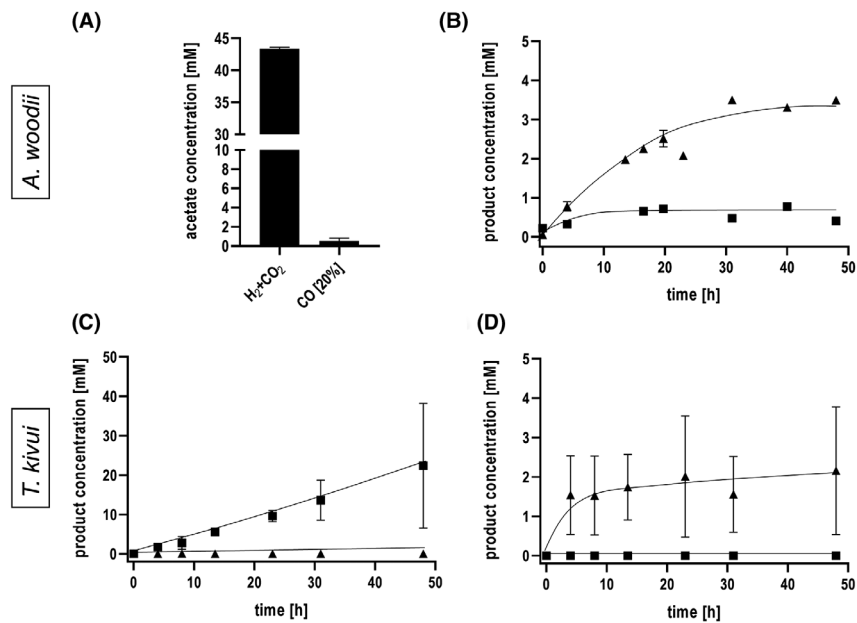 (A)
A. woodii
acetate concentration [mM]
45
40
35
30
10
8
6
4
2
0
H2+CO2
CO [20%]
(B)
product concentration [mM]
5
4
3
2
1
0
0 10 20 30 40 50
time [h]
(C)
T. kivui
product concentration [mM]
50
40
30
20
10
0
0 10 20 30 40 50
time [h]
(D)
product concentration [mM]
5
4
3
2
1
0
0 10 20 30 40 50
time [h]